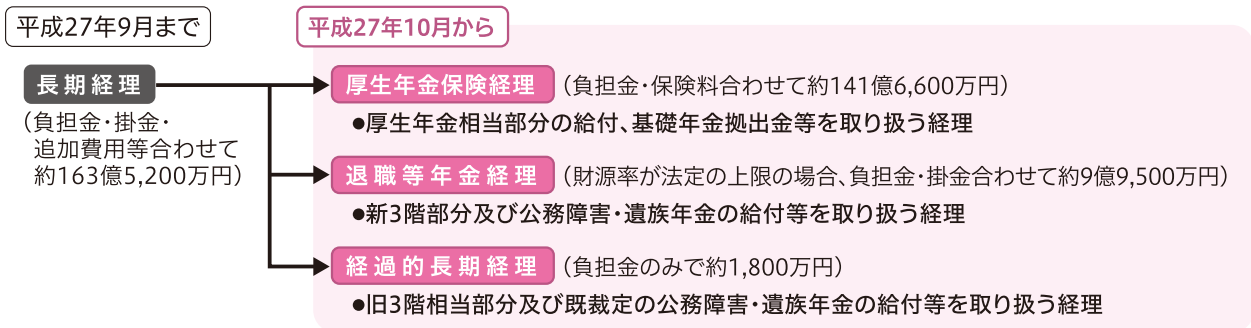 平成27年9月まで
平成27年10月から
長期経理
（負担金・掛金・
追加費用等合わせて
約163億5,200万円）
厚生年金保険経理（負担金・保険料合わせて約141億6,600万円）
●厚生年金相当部分の給付、基礎年金拠出金等を取り扱う経理
退職等年金経理（財源率が法定の上限の場合、負担金・掛金合わせて約9億9,500万円）
●新3階部分及び公務障害・遺族年金の給付等を取り扱う経理
経過的長期経理（負担金のみで約1,800万円）
●旧3階相当部分及び既裁定の公務障害・遺族年金の給付等を取り扱う経理